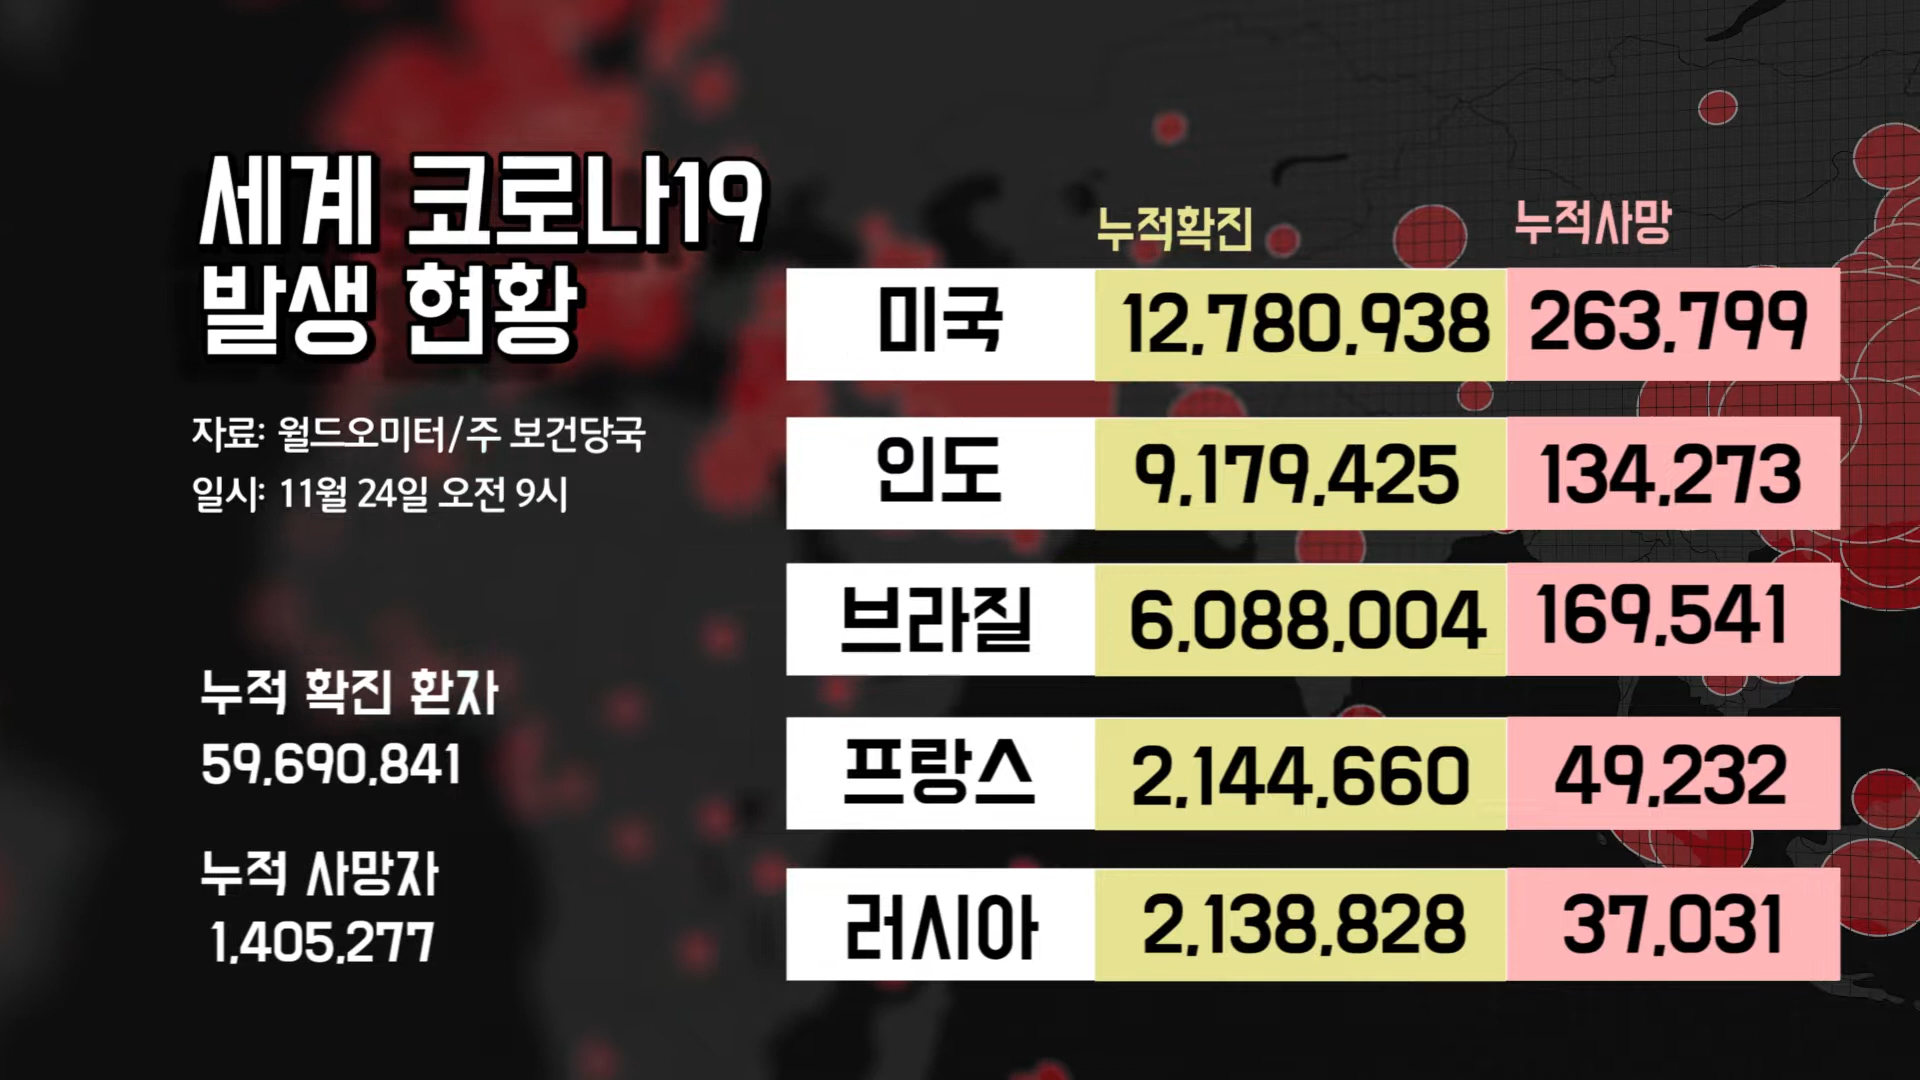 세계 코로나19
발생 현황
자료: 월드오미터/주 보건당국
일시: 11월 24일 오전 9시
누적 확진 환자
59,690,841
누적 사망자
1,405,277
누적확진 누적사망
미국 12,780,938 263,799
인도 9,179,425 134,273
브라질 6,088,004 169,541
프랑스 2,144,660 49,232
러시아 2,138,828 37,031